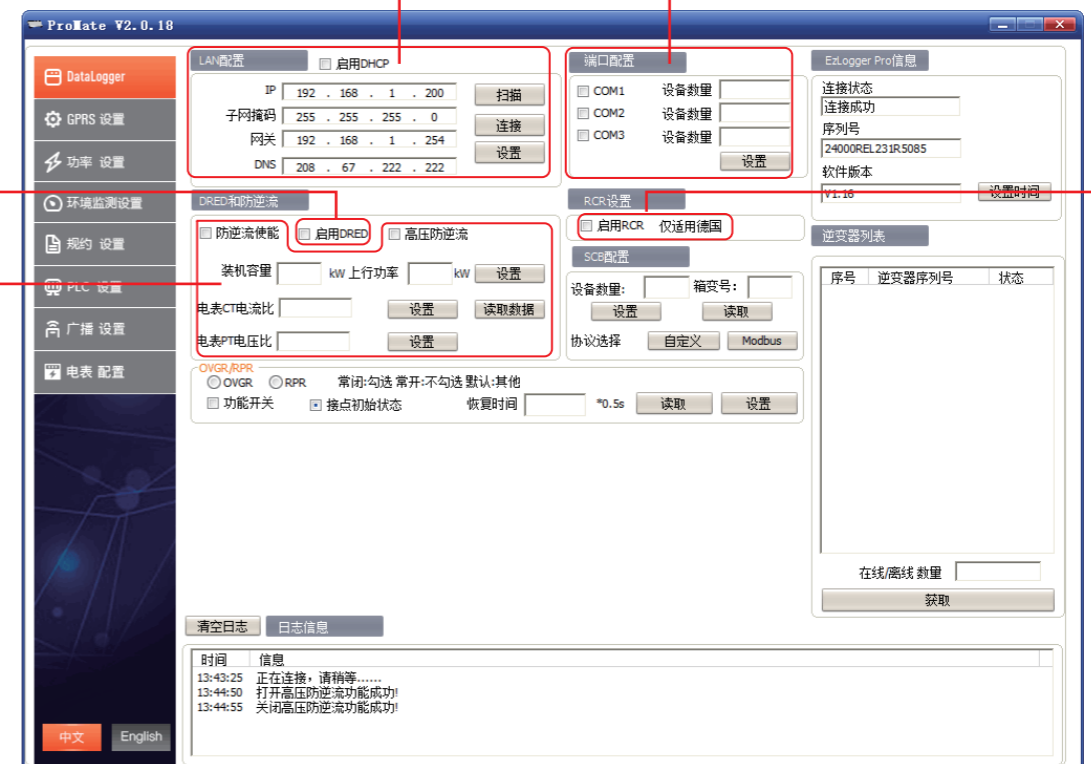 ProMate V2.0.18
DataLogger
GPRS 设置
功率 设置
环境监测设置
规约 设置
PLC 设置
广播 设置
电表 配置
中文 English
LAN配置 启用DHCP
IP 192 . 168 . 1 . 200 扫描
子网掩码 255 . 255 . 255 . 0 连接
网关 192 . 168 . 1 . 254
DNS 208 . 67 . 222 . 222 设置
端口配置
COM1 设备数里
COM2 设备数里
COM3 设备数里
设置
EzLogger Pro信息
连接状态
连接成功
序列号
24000REL231R5085
软件版本
V1.16 设置时间
DRED和防逆流
防逆流使能 启用DRED 高压防逆流
装机容量 kW 上行功率 kW 设置
电表CT电流比 设置 读取数据
电表PT电压比 设置
RCR设置
启用RCR 仅适用德国
SCB配置
设备数量: 箱变号:
设置 读取
协议选择 自定义 Modbus
逆变器列表
序号 逆变器序列号 状态
在线/离线 数量
获取
OVGR/RPR
OVGR RPR 常闭:勾选 常开:不勾选 默认:其他
功能开关 接点初始状态 恢复时间 *0.5s 读取 设置
清空日志 日志信息
时间 信息
13:43:25 正在连接，请稍等......
13:44:50 打开高压防逆流功能成功!
13:44:55 关闭高压防逆流功能成功!